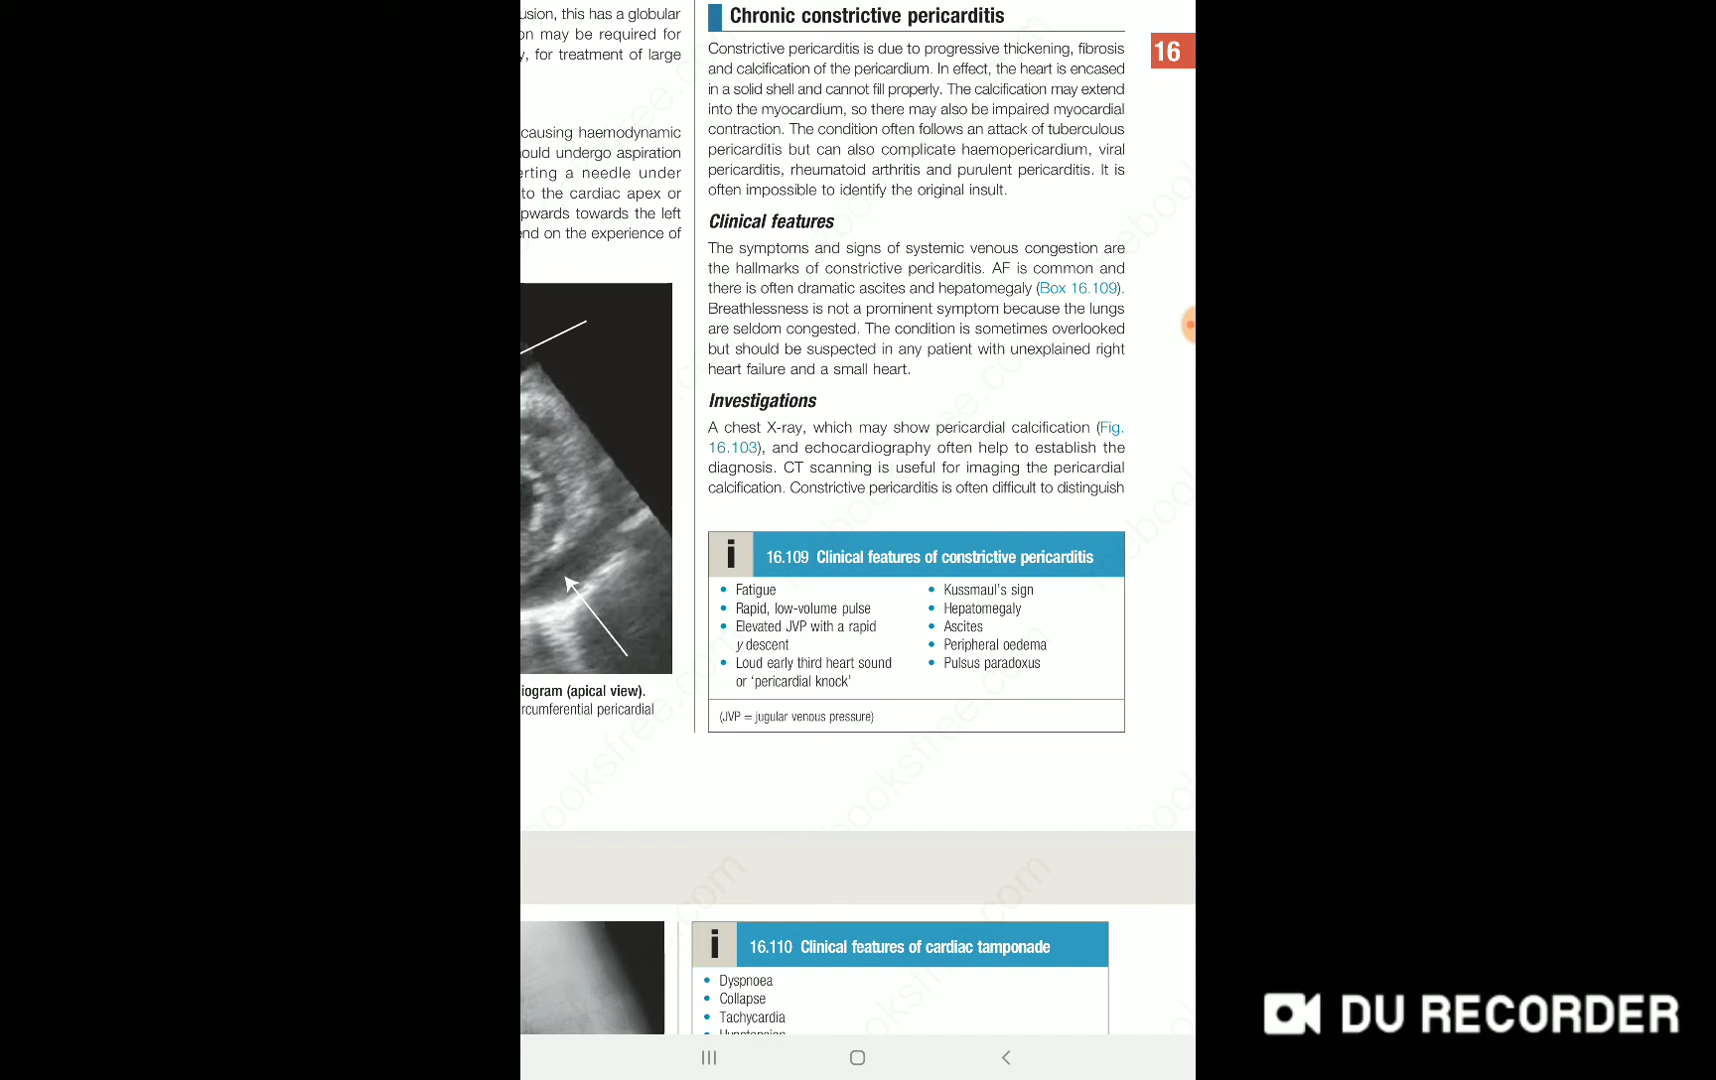 usion, this has a globular
on may be required for
y, for treatment of large
causing haemodynamic
ould undergo aspiration
erting a needle under
to the cardiac apex or
pwards towards the left
end on the experience of
iogram (apical view).
rcumferential pericardial
Chronic constrictive pericarditis
16
Constrictive pericarditis is due to progressive thickening, fibrosis
and calcification of the pericardium. In effect, the heart is encased
in a solid shell and cannot fill properly. The calcification may extend
into the myocardium, so there may also be impaired myocardial
contraction. The condition often follows an attack of tuberculous
pericarditis but can also complicate haemopericardium, viral
pericarditis, rheumatoid arthritis and purulent pericarditis. It is
often impossible to identify the original insult.
Clinical features
The symptoms and signs of systemic venous congestion are
the hallmarks of constrictive pericarditis. AF is common and
there is often dramatic ascites and hepatomegaly (Box 16.109).
Breathlessness is not a prominent symptom because the lungs
are seldom congested. The condition is sometimes overlooked
but should be suspected in any patient with unexplained right
heart failure and a small heart.
Investigations
A chest X-ray, which may show pericardial calcification (Fig.
16.103), and echocardiography often help to establish the
diagnosis. CT scanning is useful for imaging the pericardial
calcification. Constrictive pericarditis is often difficult to distinguish
i 16.109 Clinical features of constrictive pericarditis
• Fatigue
• Rapid, low-volume pulse
• Elevated JVP with a rapid
y descent
• Loud early third heart sound
or ‘pericardial knock’
• Kussmaul’s sign
• Hepatomegaly
• Ascites
• Peripheral oedema
• Pulsus paradoxus
(JVP = jugular venous pressure)
i 16.110 Clinical features of cardiac tamponade
• Dyspnoea
• Collapse
• Tachycardia
DU RECORDER